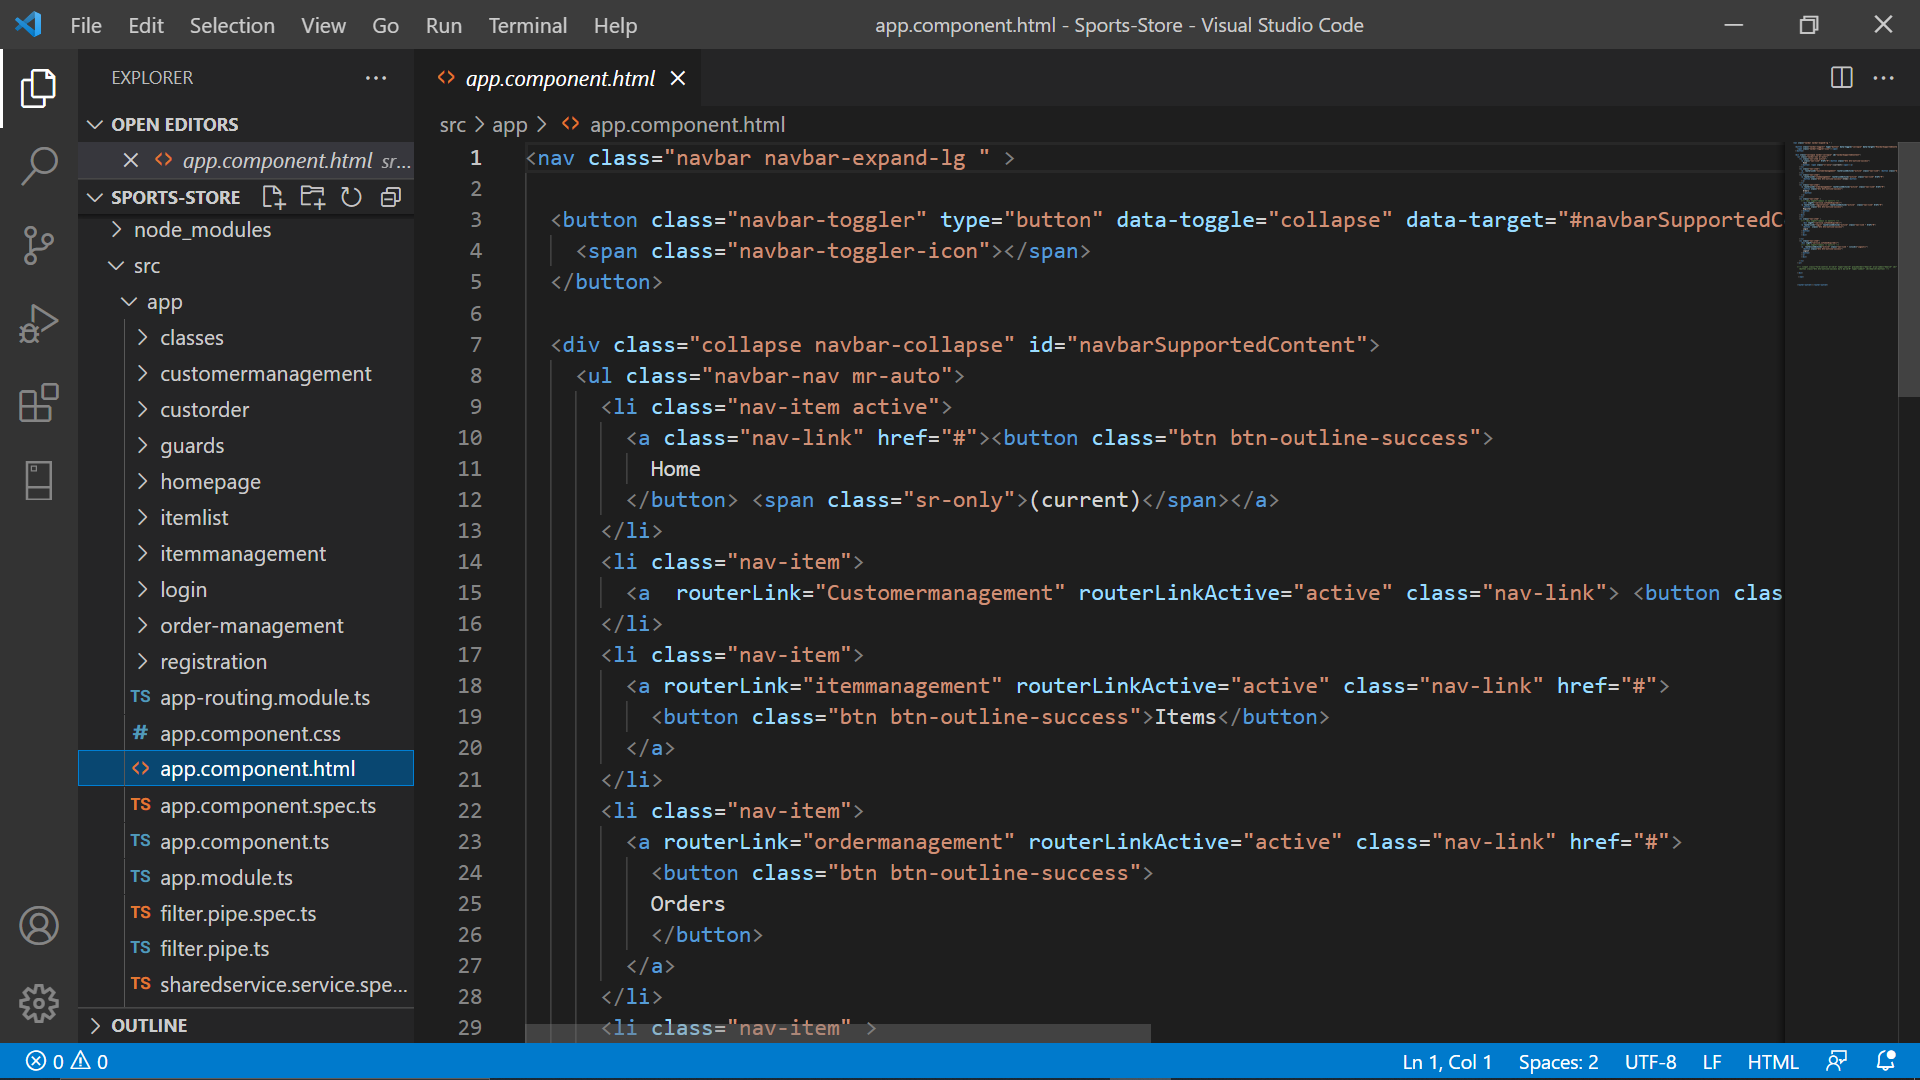 File Edit Selection View Go Run Terminal Help
app.component.html - Sports-Store - Visual Studio Code
EXPLORER
OPEN EDITORS
app.component.html sr...
SPORTS-STORE
node_modules
src
app
classes
customermanagement
custorder
guards
homepage
itemlist
itemmanagement
login
order-management
registration
TS app-routing.module.ts
# app.component.css
<> app.component.html
TS app.component.spec.ts
TS app.component.ts
TS app.module.ts
TS filter.pipe.spec.ts
TS filter.pipe.ts
TS sharedservice.service.spe...
OUTLINE
<> app.component.html
src > app > <> app.component.html
1 <nav class="navbar navbar-expand-lg " >
2
3 <button class="navbar-toggler" type="button" data-toggle="collapse" data-target="#navbarSupportedC
4 <span class="navbar-toggler-icon"></span>
5 </button>
6
7 <div class="collapse navbar-collapse" id="navbarSupportedContent">
8 <ul class="navbar-nav mr-auto">
9 <li class="nav-item active">
10 <a class="nav-link" href="#"><button class="btn btn-outline-success">
11 Home
12 </button> <span class="sr-only">(current)</span></a>
13 </li>
14 <li class="nav-item">
15 <a  routerLink="Customermanagement" routerLinkActive="active" class="nav-link"> <button clas
16 </li>
17 <li class="nav-item">
18 <a routerLink="itemmanagement" routerLinkActive="active" class="nav-link" href="#">
19 <button class="btn btn-outline-success">Items</button>
20 </a>
21 </li>
22 <li class="nav-item">
23 <a routerLink="ordermanagement" routerLinkActive="active" class="nav-link" href="#">
24 <button class="btn btn-outline-success">
25 Orders
26 </button>
27 </a>
28 </li>
29 <li class="nav-item" >
0 0
Ln 1, Col 1 Spaces: 2 UTF-8 LF HTML